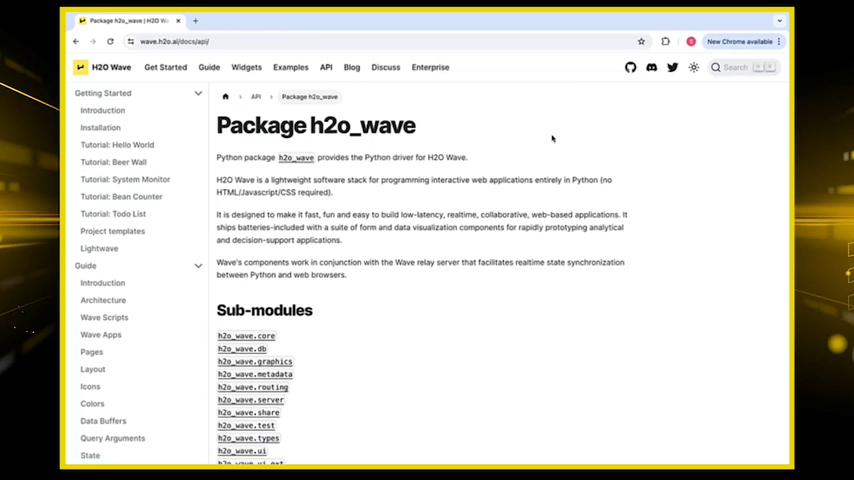 Package h2o_wave | H2O Wa
wave.h2o.ai/docs/api/
New Chrome available
H2O Wave
Get Started
Guide
Widgets
Examples
API
Blog
Discuss
Enterprise
Search
Getting Started
Introduction
Installation
Tutorial: Hello World
Tutorial: Beer Wall
Tutorial: System Monitor
Tutorial: Bean Counter
Tutorial: Todo List
Project templates
Lightwave
Guide
Introduction
Architecture
Wave Scripts
Wave Apps
Pages
Layout
Icons
Colors
Data Buffers
Query Arguments
State
API
Package h2o_wave
Package h2o_wave
Python package h2o_wave provides the Python driver for H2O Wave.
H2O Wave is a lightweight software stack for programming interactive web applications entirely in Python (no
HTML/Javascript/CSS required).
It is designed to make it fast, fun and easy to build low-latency, realtime, collaborative, web-based applications. It
ships batteries-included with a suite of form and data visualization components for rapidly prototyping analytical
and decision-support applications.
Wave's components work in conjunction with the Wave relay server that facilitates realtime state synchronization
between Python and web browsers.
Sub-modules
h2o_wave.core
h2o_wave.db
h2o_wave.graphics
h2o_wave.metadata
h2o_wave.routing
h2o_wave.server
h2o_wave.share
h2o_wave.test
h2o_wave.types
h2o_wave.ui
h2o_wave.ui_ext